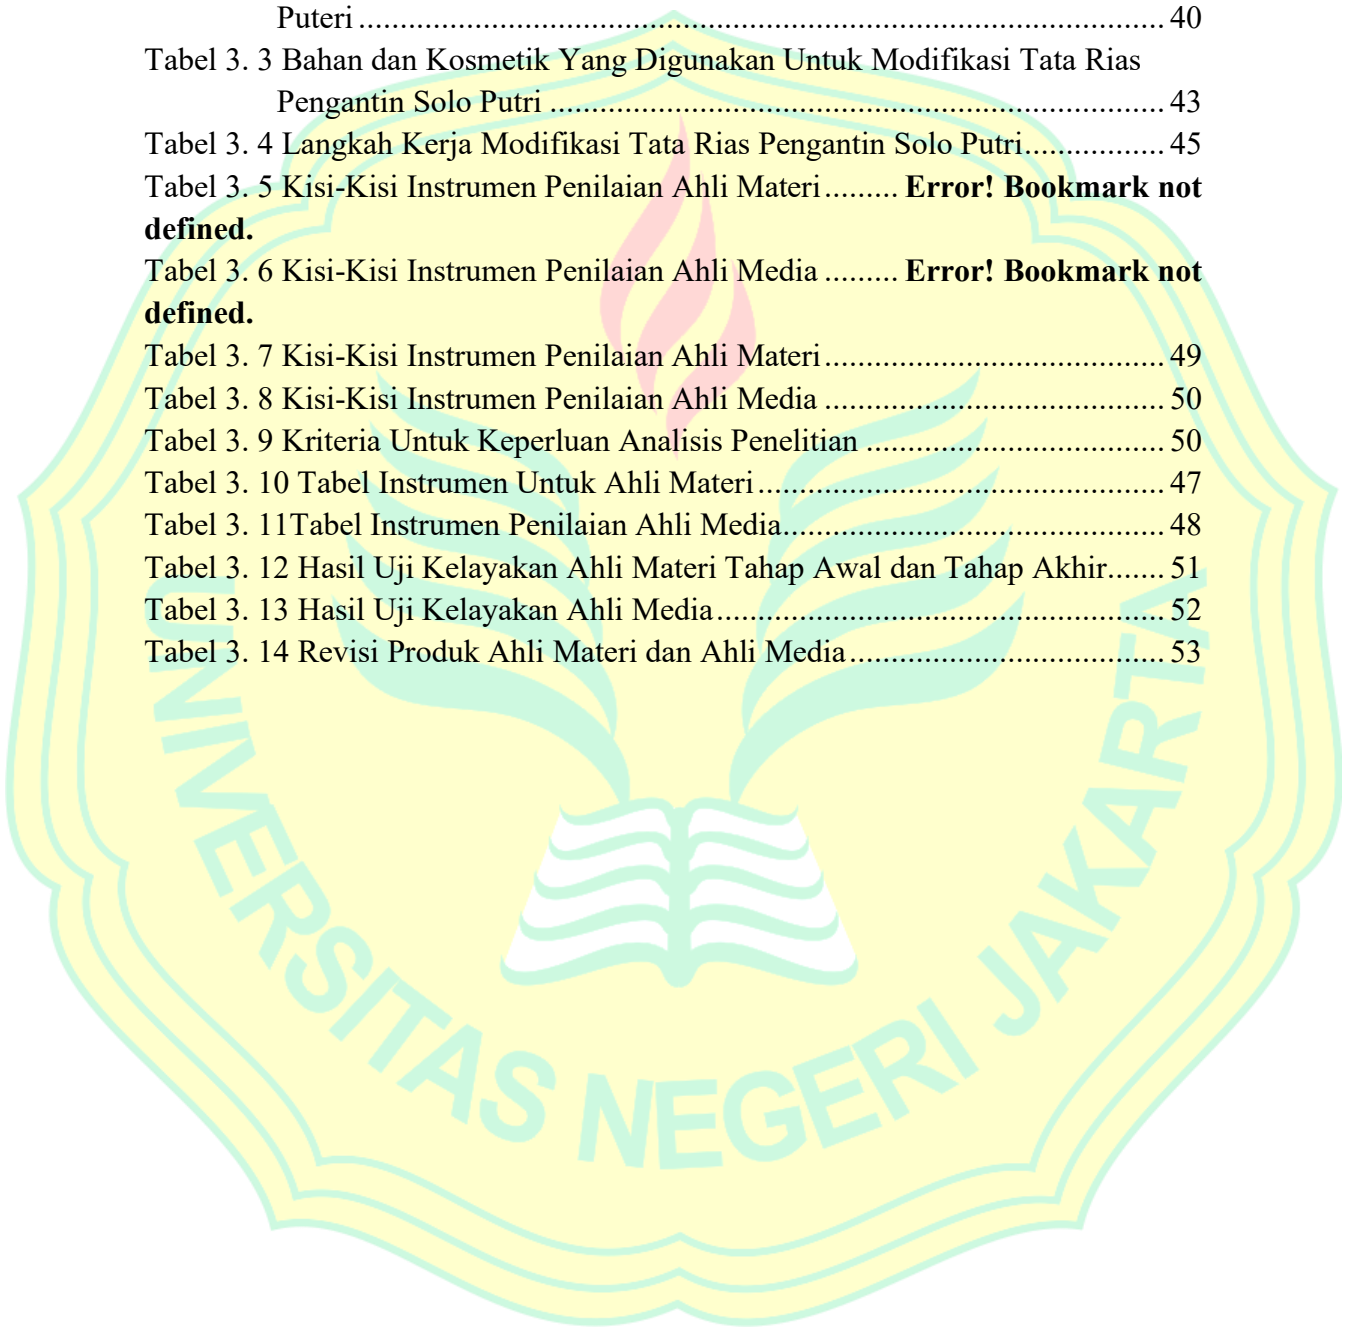 Puteri ........................................................................................................ 40
Tabel 3. 3 Bahan dan Kosmetik Yang Digunakan Untuk Modifikasi Tata Rias
Pengantin Solo Putri ................................................................................ 43
Tabel 3. 4 Langkah Kerja Modifikasi Tata Rias Pengantin Solo Putri.................. 45
Tabel 3. 5 Kisi-Kisi Instrumen Penilaian Ahli Materi......... Error! Bookmark not
defined.
Tabel 3. 6 Kisi-Kisi Instrumen Penilaian Ahli Media ......... Error! Bookmark not
defined.
Tabel 3. 7 Kisi-Kisi Instrumen Penilaian Ahli Materi........................................... 49
Tabel 3. 8 Kisi-Kisi Instrumen Penilaian Ahli Media ........................................... 50
Tabel 3. 9 Kriteria Untuk Keperluan Analisis Penelitian ...................................... 50
Tabel 3. 10 Tabel Instrumen Untuk Ahli Materi................................................... 47
Tabel 3. 11Tabel Instrumen Penilaian Ahli Media................................................ 48
Tabel 3. 12 Hasil Uji Kelayakan Ahli Materi Tahap Awal dan Tahap Akhir....... 51
Tabel 3. 13 Hasil Uji Kelayakan Ahli Media........................................................ 52
Tabel 3. 14 Revisi Produk Ahli Materi dan Ahli Media........................................ 53
UNIVERSITAS NEGERI JAKARTA